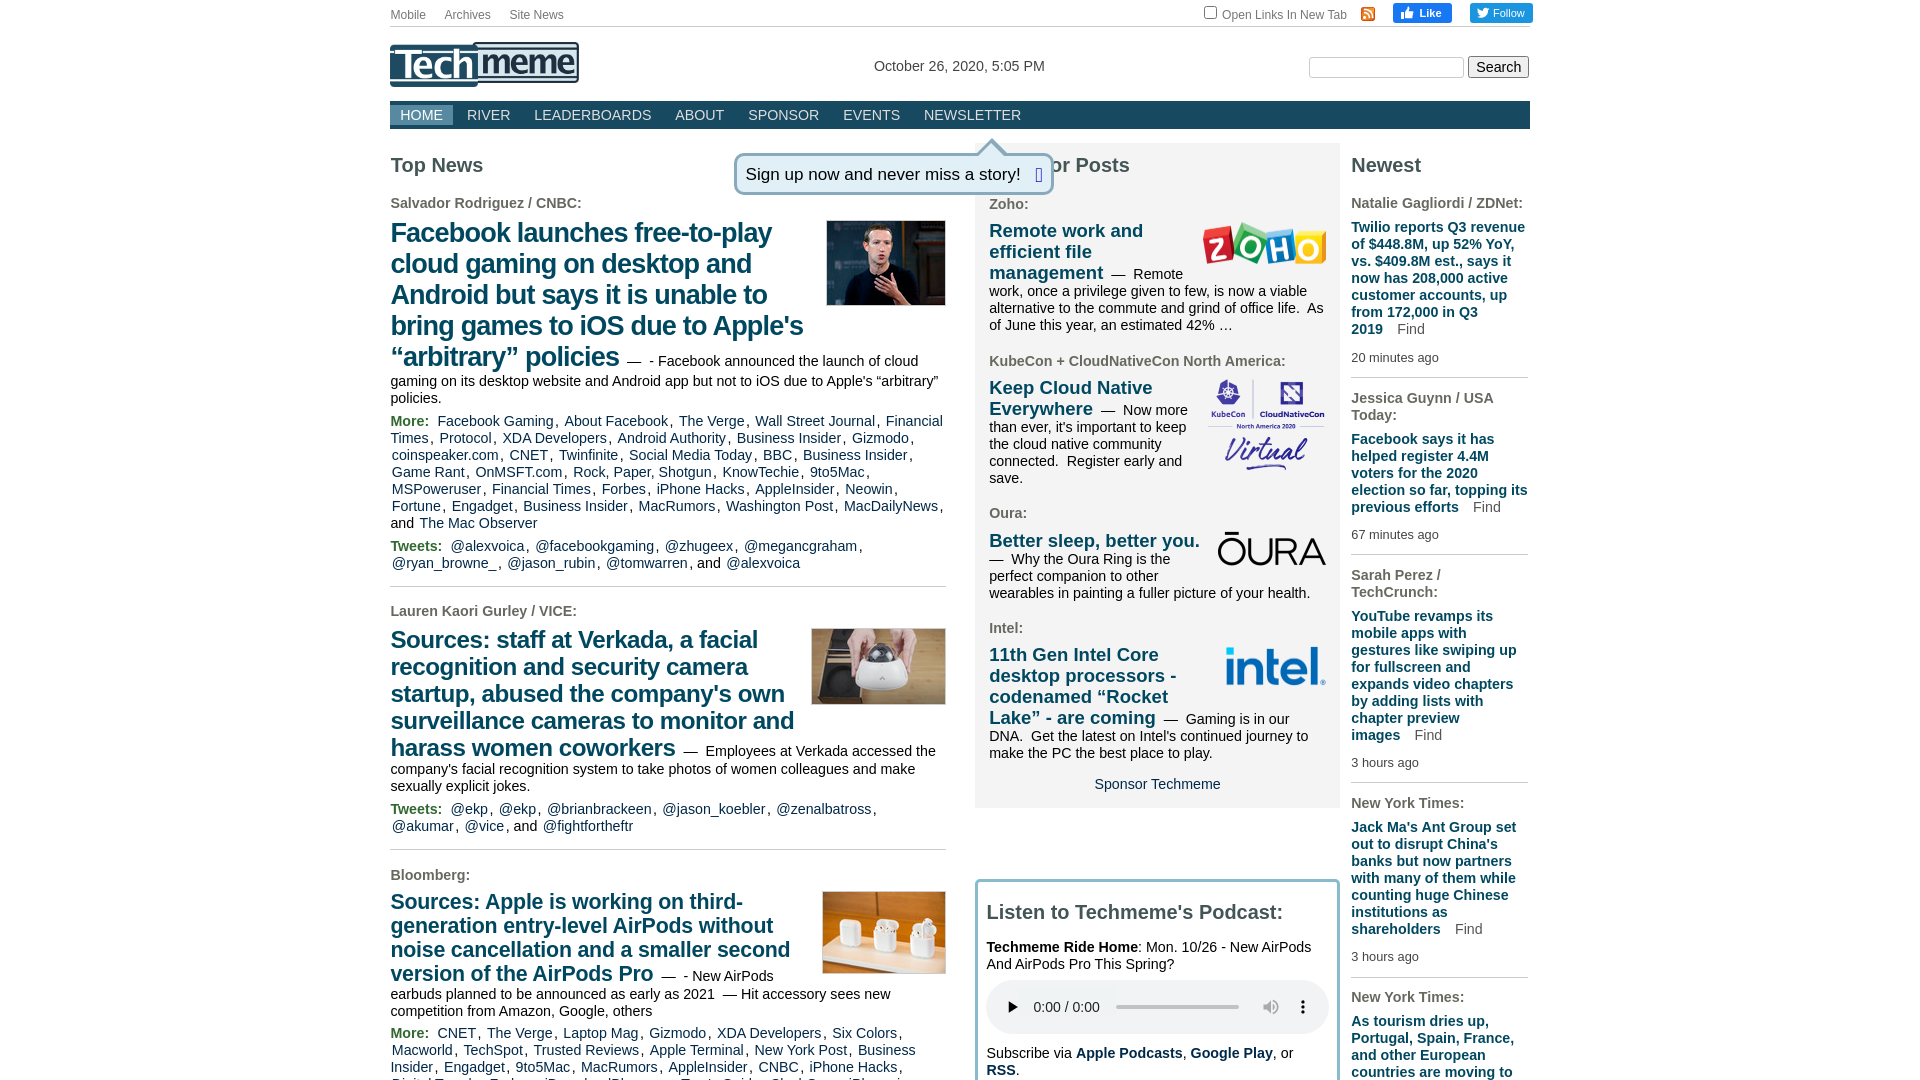 Mobile Archives Site News
Open Links In New Tab
Like
Follow
Techmeme
October 26, 2020, 5:05 PM
Search
HOME RIVER LEADERBOARDS ABOUT SPONSOR EVENTS NEWSLETTER
Sign up now and never miss a story!
Top News
Salvador Rodriguez / CNBC:
Facebook launches free-to-play
cloud gaming on desktop and
Android but says it is unable to
bring games to iOS due to Apple's
“arbitrary” policies — - Facebook announced the launch of cloud
gaming on its desktop website and Android app but not to iOS due to Apple's “arbitrary”
policies.
More: Facebook Gaming, About Facebook, The Verge, Wall Street Journal, Financial
Times, Protocol, XDA Developers, Android Authority, Business Insider, Gizmodo,
coinspeaker.com, CNET, Twinfinite, Social Media Today, BBC, Business Insider,
Game Rant, OnMSFT.com, Rock, Paper, Shotgun, KnowTechie, 9to5Mac,
MSPoweruser, Financial Times, Forbes, iPhone Hacks, AppleInsider, Neowin,
Fortune, Engadget, Business Insider, MacRumors, Washington Post, MacDailyNews,
and The Mac Observer
Tweets: @alexvoica, @facebookgaming, @zhugeex, @megancgraham,
@ryan_browne_, @jason_rubin, @tomwarren, and @alexvoica
Lauren Kaori Gurley / VICE:
Sources: staff at Verkada, a facial
recognition and security camera
startup, abused the company's own
surveillance cameras to monitor and
harass women coworkers — Employees at Verkada accessed the
company's facial recognition system to take photos of women colleagues and make
sexually explicit jokes.
Tweets: @ekp, @ekp, @brianbrackeen, @jason_koebler, @zenalbatross,
@akumar, @vice, and @fightfortheftr
Bloomberg:
Sources: Apple is working on third-
generation entry-level AirPods without
noise cancellation and a smaller second
version of the AirPods Pro — - New AirPods
earbuds planned to be announced as early as 2021 — Hit accessory sees new
competition from Amazon, Google, others
More: CNET, The Verge, Laptop Mag, Gizmodo, XDA Developers, Six Colors,
Macworld, TechSpot, Trusted Reviews, Apple Terminal, New York Post, Business
Insider, Engadget, 9to5Mac, MacRumors, AppleInsider, CNBC, iPhone Hacks,
or Posts
Zoho:
ZOHO
Remote work and
efficient file
management — Remote
work, once a privilege given to few, is now a viable
alternative to the commute and grind of office life. As
of June this year, an estimated 42% …
KubeCon + CloudNativeCon North America:
KubeCon CloudNativeCon
North America 2020
Virtual
Keep Cloud Native
Everywhere — Now more
than ever, it's important to keep
the cloud native community
connected. Register early and
save.
Oura:
ŌURA
Better sleep, better you.
— Why the Oura Ring is the
perfect companion to other
wearables in painting a fuller picture of your health.
Intel:
intel.
11th Gen Intel Core
desktop processors -
codenamed “Rocket
Lake” - are coming — Gaming is in our
DNA. Get the latest on Intel's continued journey to
make the PC the best place to play.
Sponsor Techmeme
Listen to Techmeme's Podcast:
Techmeme Ride Home: Mon. 10/26 - New AirPods
And AirPods Pro This Spring?
0:00 / 0:00
Subscribe via Apple Podcasts, Google Play, or
RSS.
Newest
Natalie Gagliordi / ZDNet:
Twilio reports Q3 revenue
of $448.8M, up 52% YoY,
vs. $409.8M est., says it
now has 208,000 active
customer accounts, up
from 172,000 in Q3
2019 Find
20 minutes ago
Jessica Guynn / USA
Today:
Facebook says it has
helped register 4.4M
voters for the 2020
election so far, topping its
previous efforts Find
67 minutes ago
Sarah Perez /
TechCrunch:
YouTube revamps its
mobile apps with
gestures like swiping up
for fullscreen and
expands video chapters
by adding lists with
chapter preview
images Find
3 hours ago
New York Times:
Jack Ma's Ant Group set
out to disrupt China's
banks but now partners
with many of them while
counting huge Chinese
institutions as
shareholders Find
3 hours ago
New York Times:
As tourism dries up,
Portugal, Spain, France,
and other European
countries are moving to